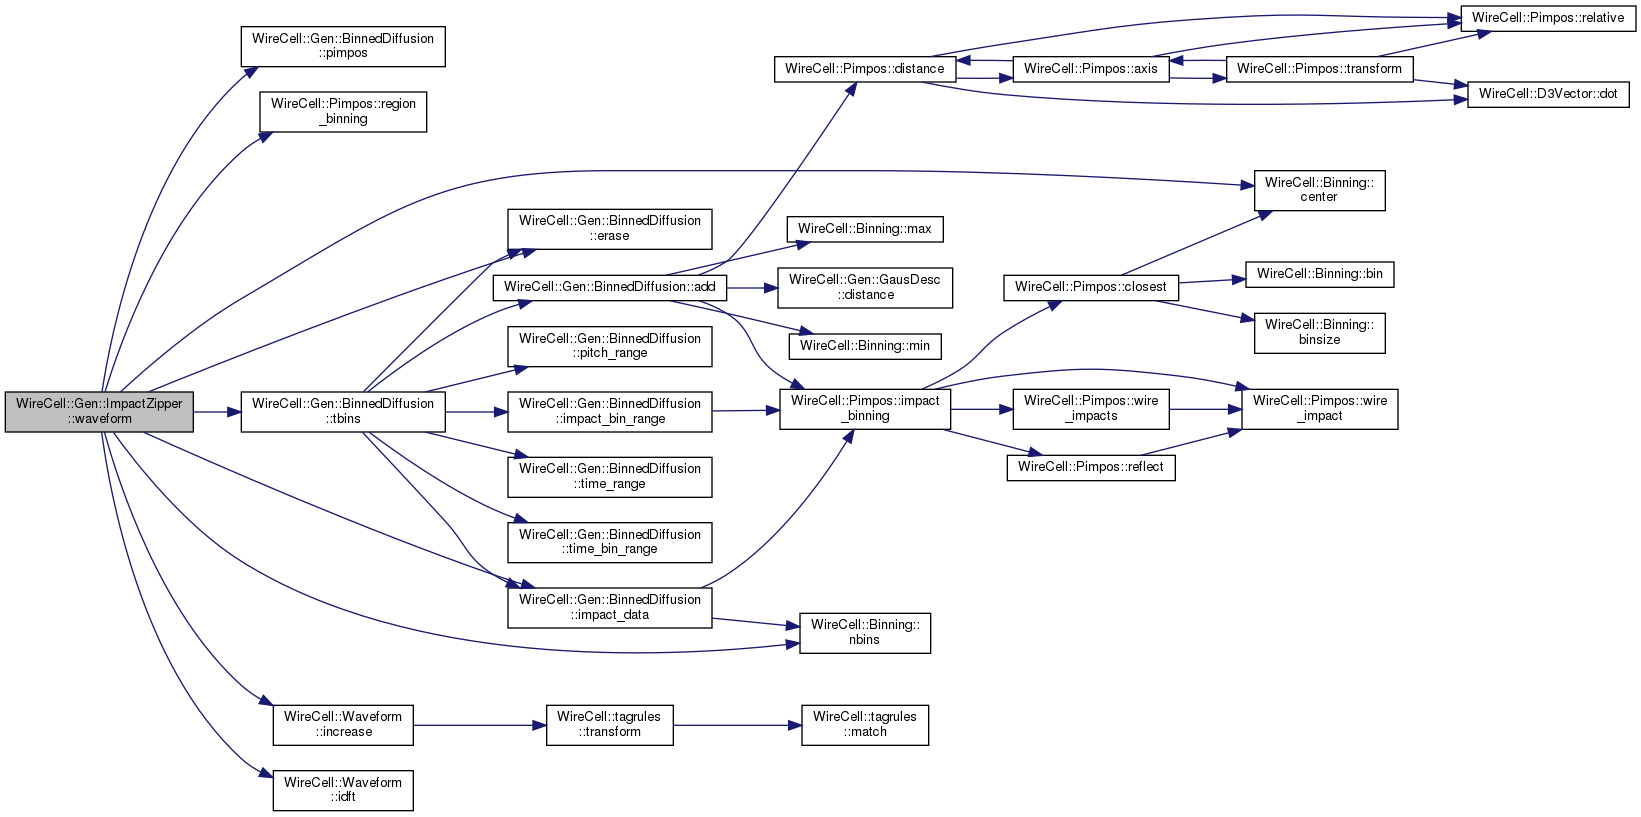 WireCell::Gen::ImpactZipper
::waveform
WireCell::Gen::BinnedDiffusion
::pimpos
WireCell::Pimpos::region
_binning
WireCell::Gen::BinnedDiffusion
::tbins
WireCell::Waveform
::increase
WireCell::Waveform
::idft
WireCell::Gen::BinnedDiffusion
::erase
WireCell::Gen::BinnedDiffusion::add
WireCell::Gen::BinnedDiffusion
::pitch_range
WireCell::Gen::BinnedDiffusion
::impact_bin_range
WireCell::Gen::BinnedDiffusion
::time_range
WireCell::Gen::BinnedDiffusion
::time_bin_range
WireCell::Gen::BinnedDiffusion
::impact_data
WireCell::tagrules
::transform
WireCell::Pimpos::distance
WireCell::Binning::max
WireCell::Gen::GausDesc
::distance
WireCell::Binning::min
WireCell::Pimpos::impact
_binning
WireCell::Binning::
nbins
WireCell::tagrules
::match
WireCell::Pimpos::axis
WireCell::Pimpos::closest
WireCell::Pimpos::wire
_impacts
WireCell::Pimpos::reflect
WireCell::Pimpos::transform
WireCell::Binning::
center
WireCell::Binning::bin
WireCell::Binning::
binsize
WireCell::Pimpos::wire
_impact
WireCell::Pimpos::relative
WireCell::D3Vector::dot